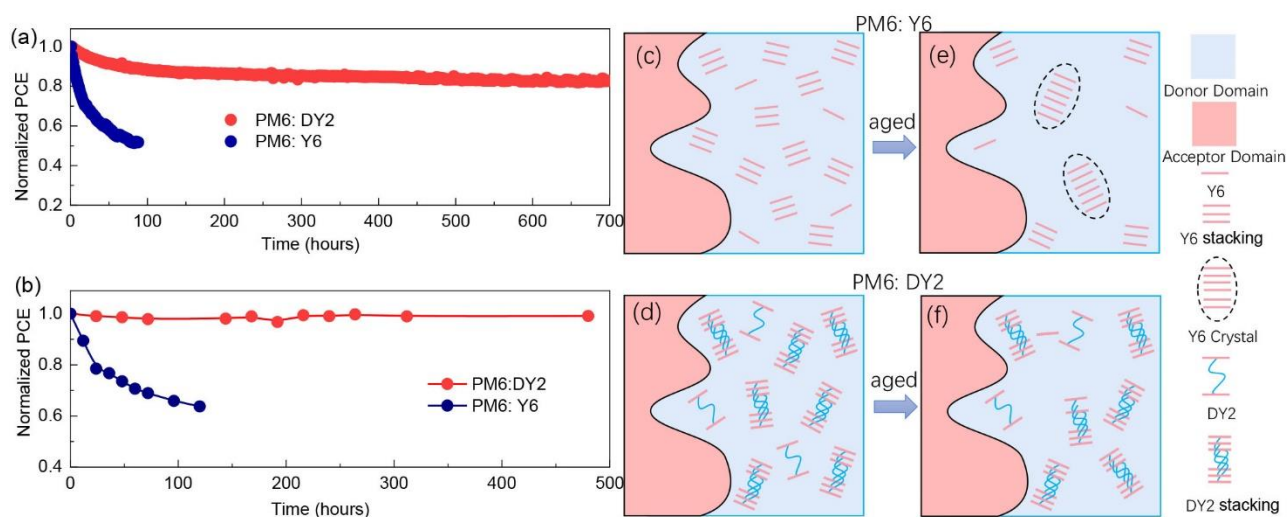 (a)
Normalized PCE
1.0
0.8
0.6
0.4
0.2
PM6: DY2
PM6: Y6
0 100 200 300 400 500 600 700
Time (hours)
(b)
Normalized PCE
1.0
0.8
0.6
0.4
PM6:DY2
PM6: Y6
0 100 200 300 400 500
Time (hours)
PM6: Y6
(c)
aged
(e)
PM6: DY2
(d)
aged
(f)
Donor Domain
Acceptor Domain
Y6
Y6 stacking
Y6 Crystal
DY2
DY2 stacking